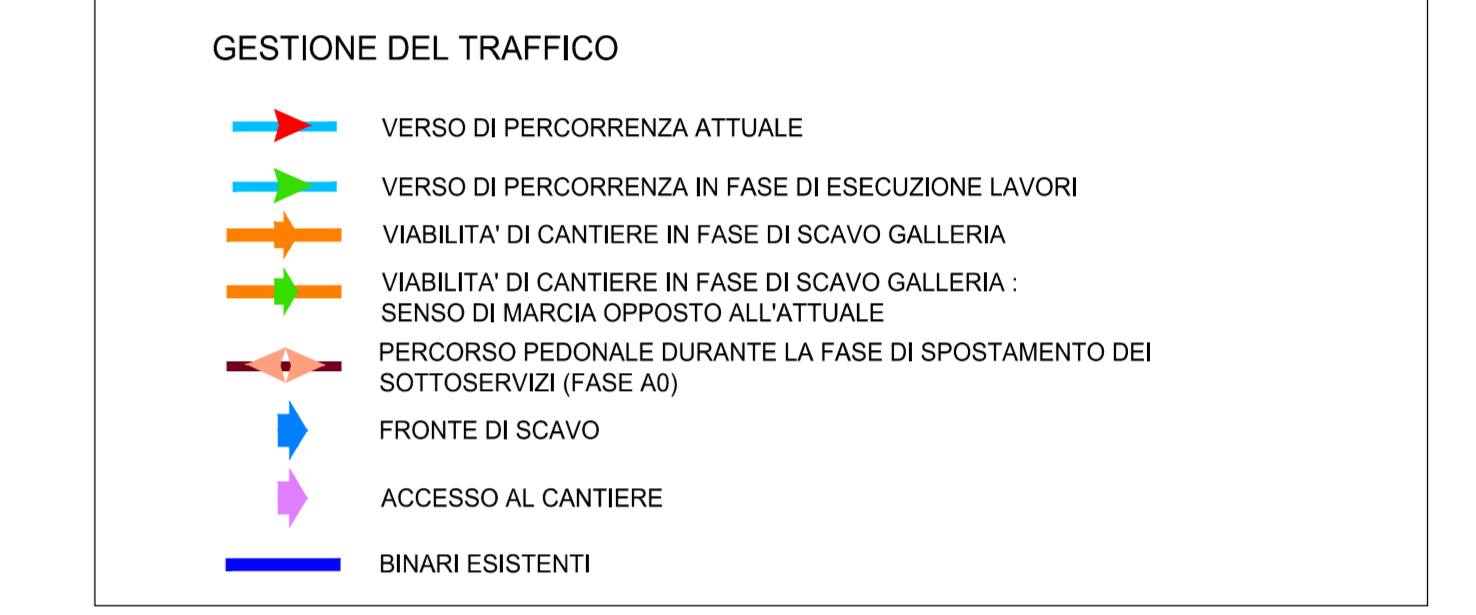 GESTIONE DEL TRAFFICO
VERSO DI PERCORRENZA ATTUALE
VERSO DI PERCORRENZA IN FASE DI ESECUZIONE LAVORI
VIABILITA' DI CANTIERE IN FASE DI SCAVO GALLERIA
VIABILITA' DI CANTIERE IN FASE DI SCAVO GALLERIA :
SENSO DI MARCIA OPPOSTO ALL'ATTUALE
PERCORSO PEDONALE DURANTE LA FASE DI SPOSTAMENTO DEI
SOTTOSERVIZI (FASE A0)
FRONTE DI SCAVO
ACCESSO AL CANTIERE
BINARI ESISTENTI